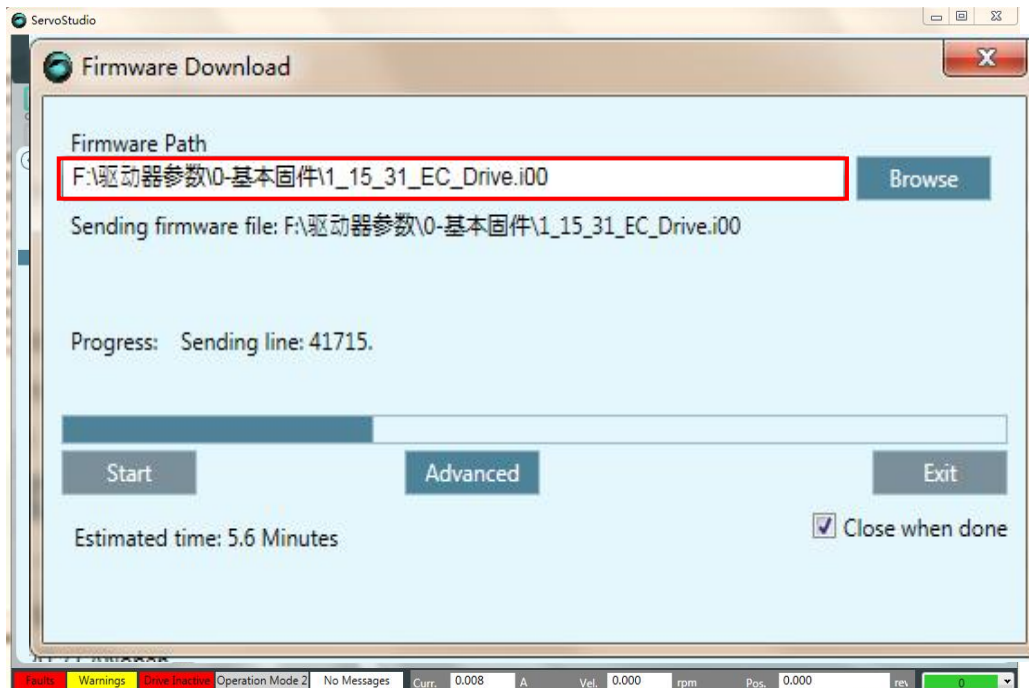 ServoStudio
Firmware Download
Firmware Path
F:\驱动器参数\0-基本固件\1_15_31_EC_Drive.i00
Browse
Sending firmware file: F:\驱动器参数\0-基本固件\1_15_31_EC_Drive.i00
Progress: Sending line: 41715.
Start
Advanced
Exit
Estimated time: 5.6 Minutes
Close when done
Faults Warnings Drive Inactive Operation Mode 2 No Messages Curr. 0.008 A Vel. 0.000 rpm Pos. 0.000 rev 0